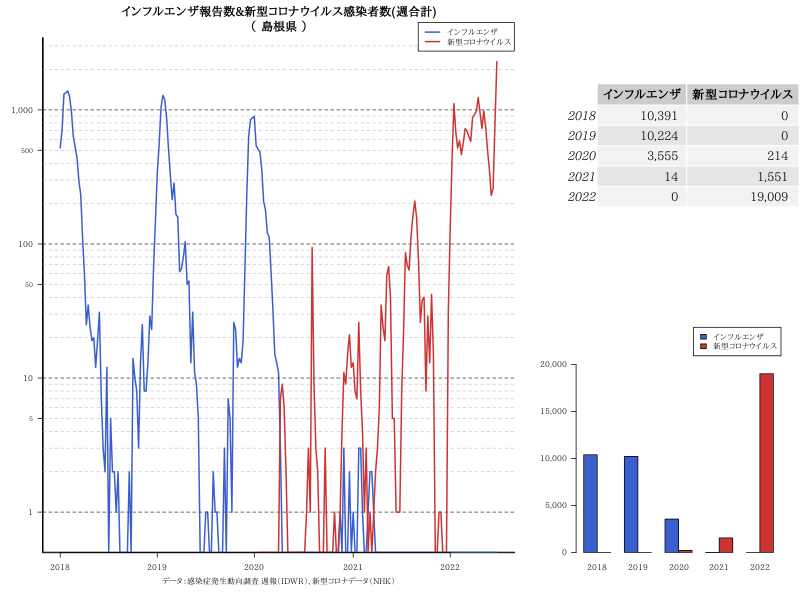 インフルエンザ報告数&新型コロナウイルス感染者数(週合計)
( 島根県 )
インフルエンザ
新型コロナウイルス
1,000
500
100
50
10
5
1
2018 2019 2020 2021 2022
データ:感染症発生動向調査 週報(IDWR)、新型コロナデータ(NHK)
インフルエンザ 新型コロナウイルス
2018 10,391 0
2019 10,224 0
2020 3,555 214
2021 14 1,551
2022 0 19,009
インフルエンザ
新型コロナウイルス
20,000
15,000
10,000
5,000
0
2018 2019 2020 2021 2022